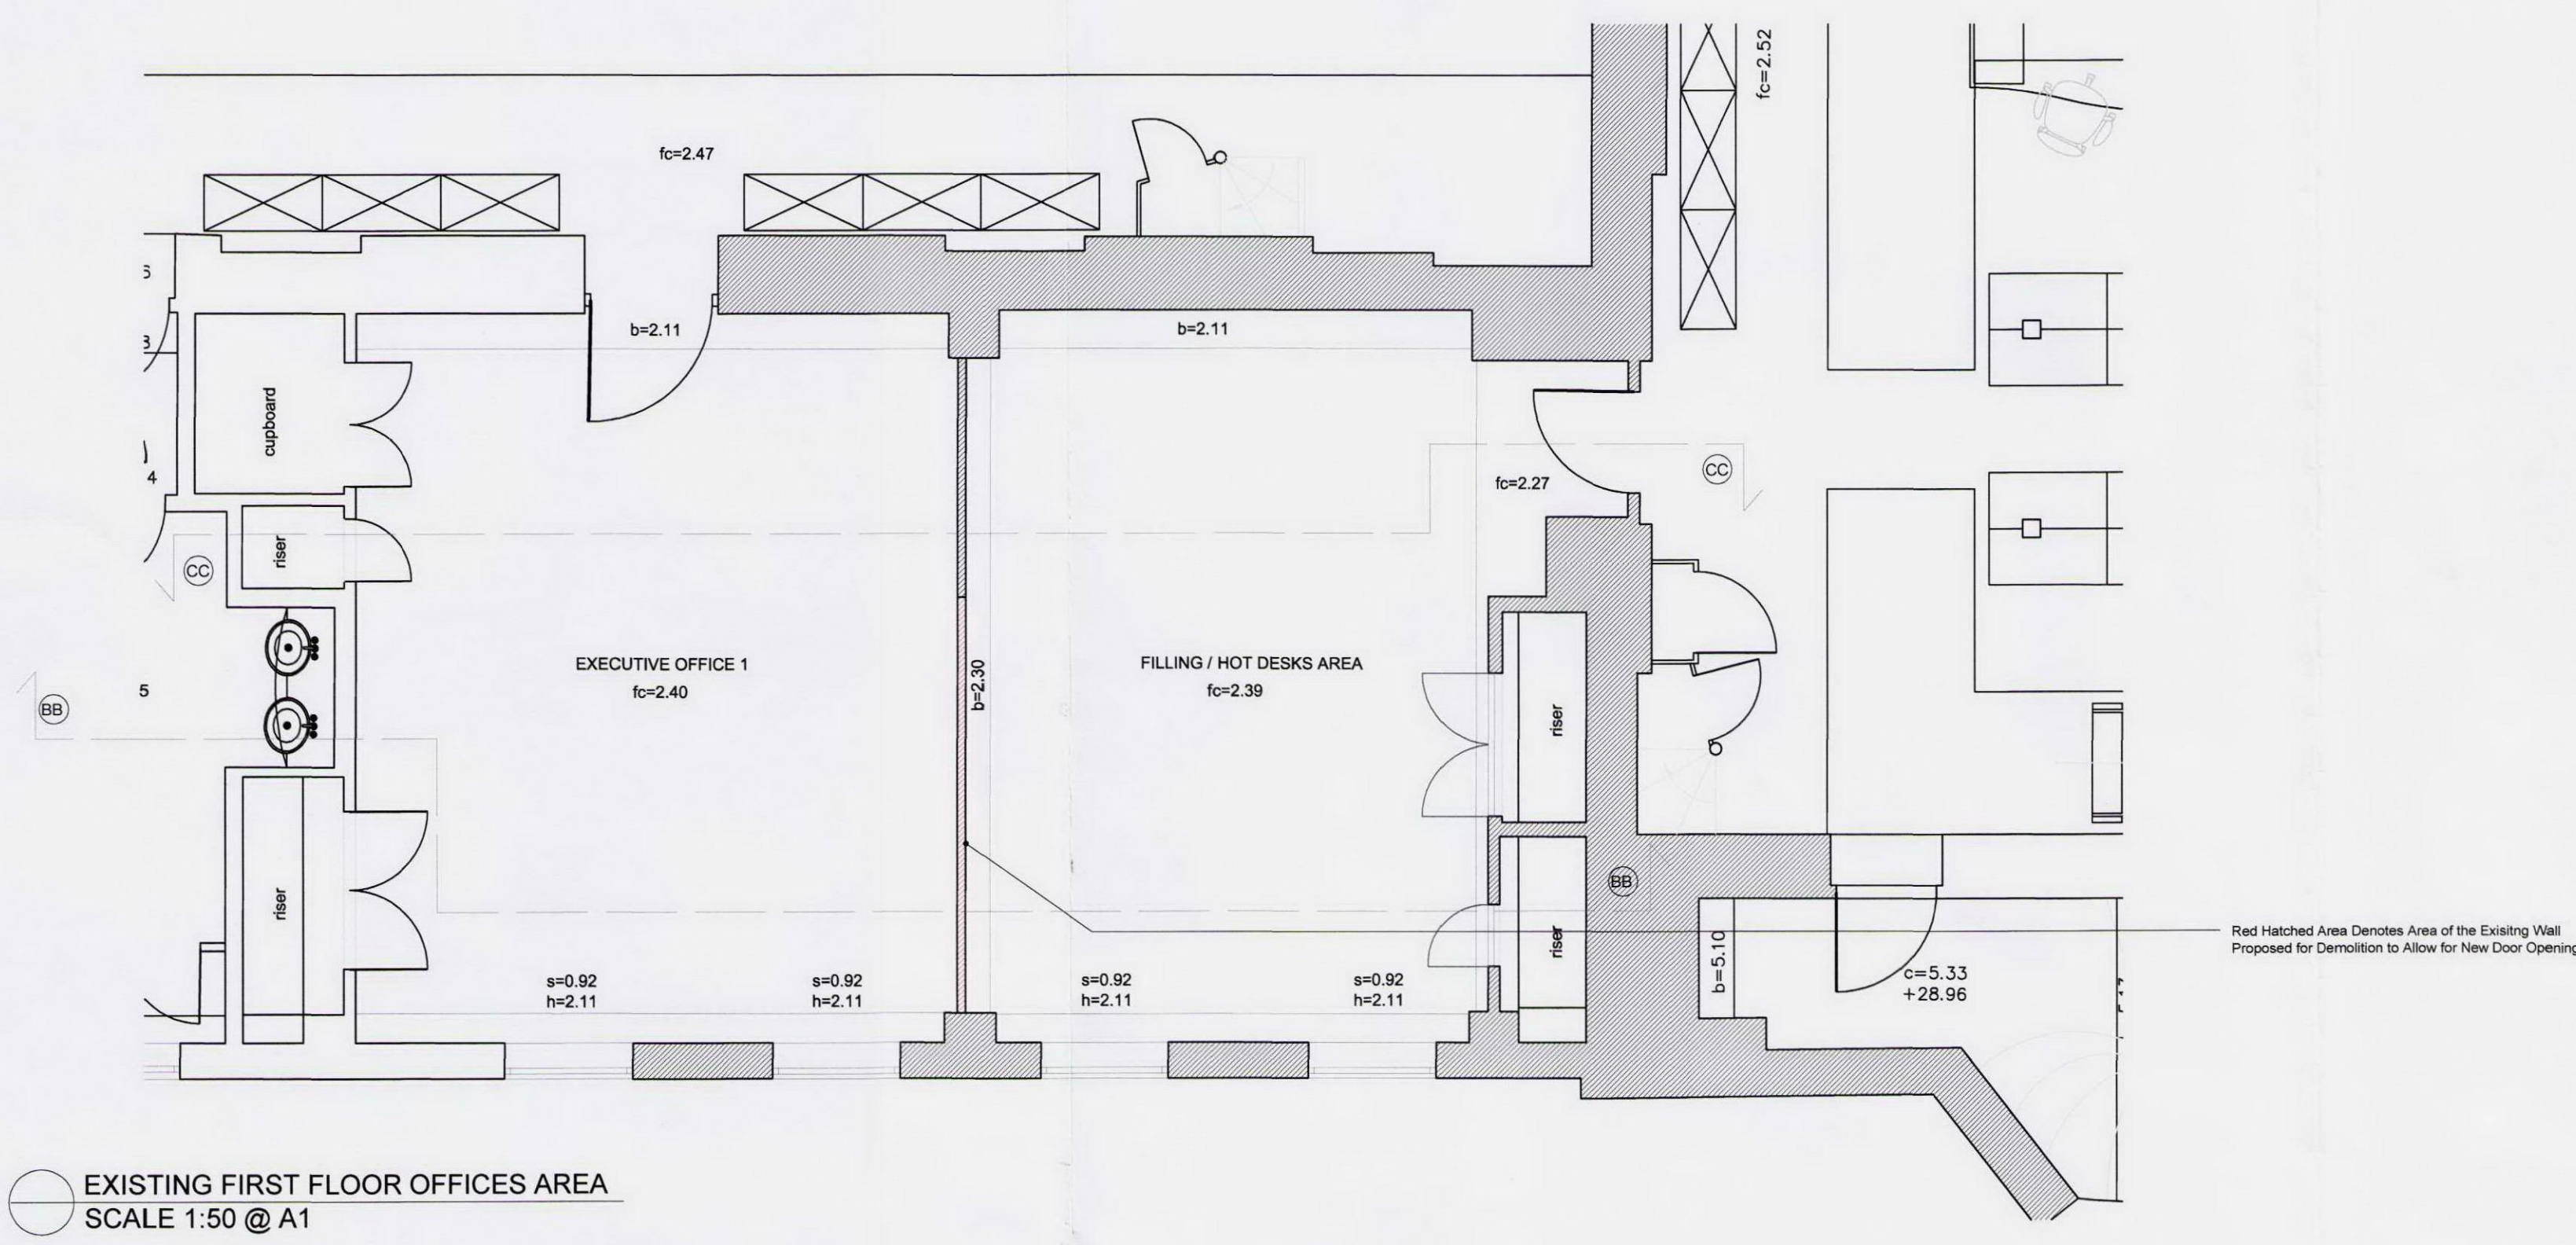 fc=2.52
fc=2.47
6
b=2.11
b=2.11
3
cupboard
4
CC
fc=2.27
riser
CC
EXECUTIVE OFFICE 1
fc=2.40
b=2.30
FILLING / HOT DESKS AREA
fc=2.39
5
BB
riser
BB
riser
riser
Red Hatched Area Denotes Area of the Exisitng Wall
Proposed for Demolition to Allow for New Door Opening
b=5.10
c=5.33
+28.96
s=0.92
h=2.11
s=0.92
h=2.11
s=0.92
h=2.11
s=0.92
h=2.11
EXISTING FIRST FLOOR OFFICES AREA
SCALE 1:50 @ A1